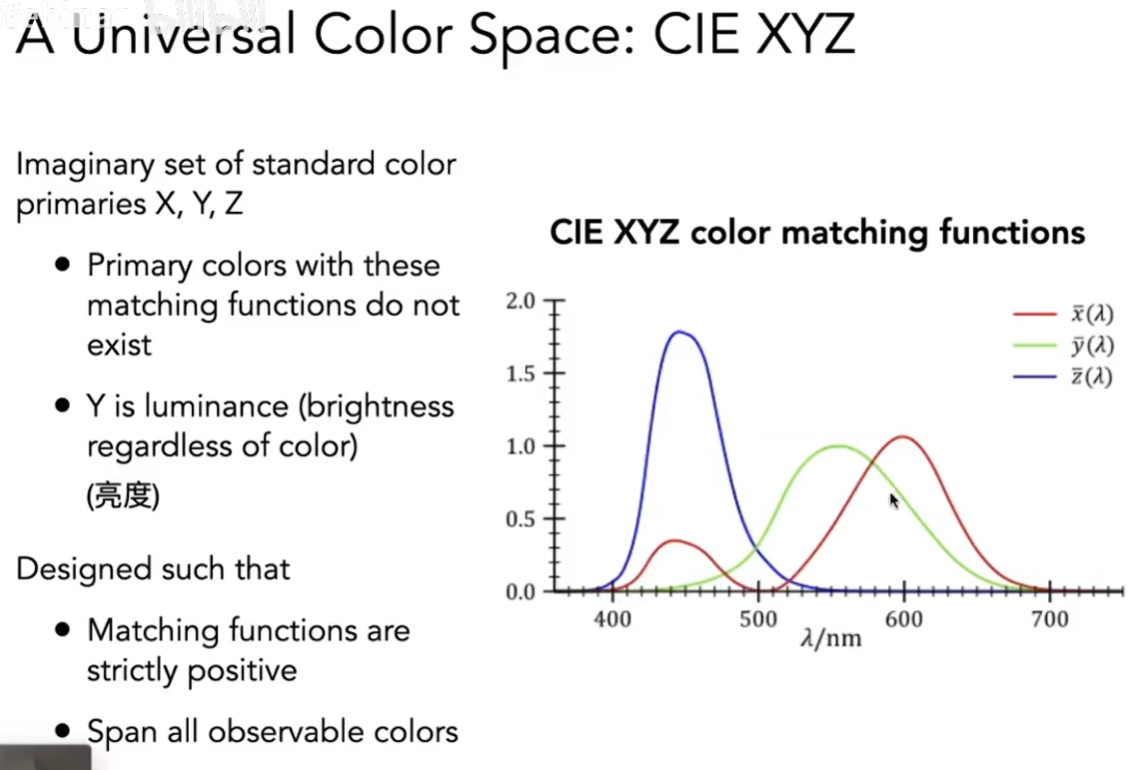 A Universal Color Space: CIE XYZ
Imaginary set of standard color
primaries X, Y, Z
● Primary colors with these
matching functions do not
exist
● Y is luminance (brightness
regardless of color)
(亮度)
Designed such that
● Matching functions are
strictly positive
● Span all observable colors
CIE XYZ color matching functions
2.0
1.5
1.0
0.5
0.0
400 500 600 700
λ/nm
x̄(λ)
ȳ(λ)
z̄(λ)